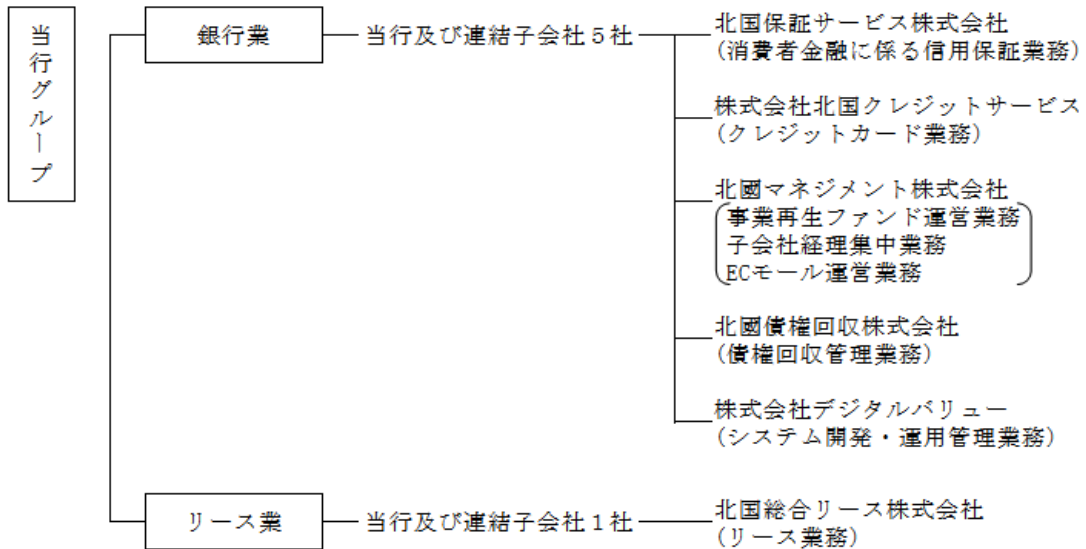 当行グループ
銀行業
当行及び連結子会社５社
北国保証サービス株式会社
(消費者金融に係る信用保証業務)
株式会社北国クレジットサービス
(クレジットカード業務)
北國マネジメント株式会社
事業再生ファンド運営業務
子会社経理集中業務
ECモール運営業務
北國債権回収株式会社
(債権回収管理業務)
株式会社デジタルバリュー
(システム開発・運用管理業務)
リース業
当行及び連結子会社１社
北国総合リース株式会社
(リース業務)